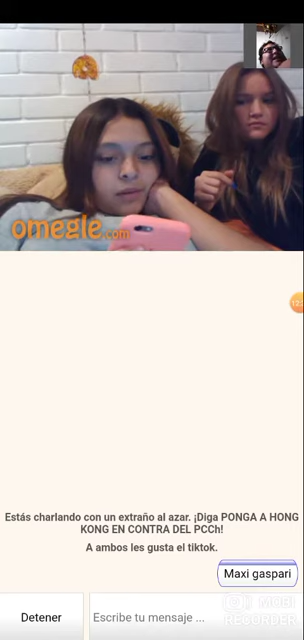 omegle.com
Estás charlando con un extraño al azar. ¡Diga PONGA A HONG
KONG EN CONTRA DEL PCCh!
A ambos les gusta el tiktok.
Maxi gaspari
MOBI
RECORDER
Detener
Escribe tu mensaje ...